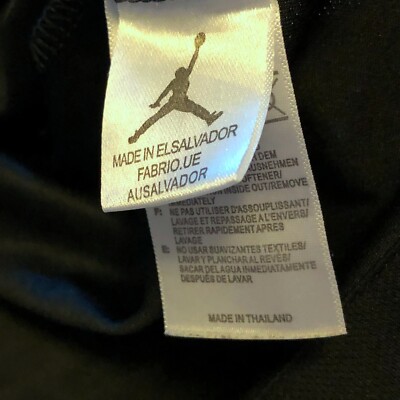 MADE IN ELSALVADOR
FABRIO.UE
AUSALVADOR
DEM
AUSNEHMEN
SOFTENER/
INSIDE OUT/REMOVE
IMMEDIATELY
F: NE PAS UTILISER D'ASSOUPLISSANT/
LAVAGE ET REPASSAGE A L'ENVERS/
RETIRER RAPIDEMENT APRES
LAVAGE
E: NO USAR SUAVIZANTES TEXTILES/
LAVAR Y PLANCHAR AL REVÉS/
SACAR DEL AGUA INMEDIATAMENTE
DESPUÉS DE LAVAR
MADE IN THAILAND